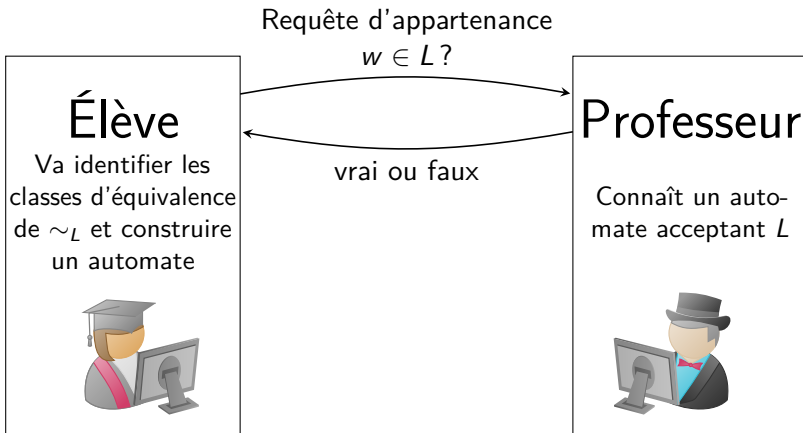 Requête d'appartenance
w ∈ L ?
Élève
Va identifier les
classes d'équivalence
de ∼L et construire
un automate
vrai ou faux
Professeur
Connaît un auto-
mate acceptant L